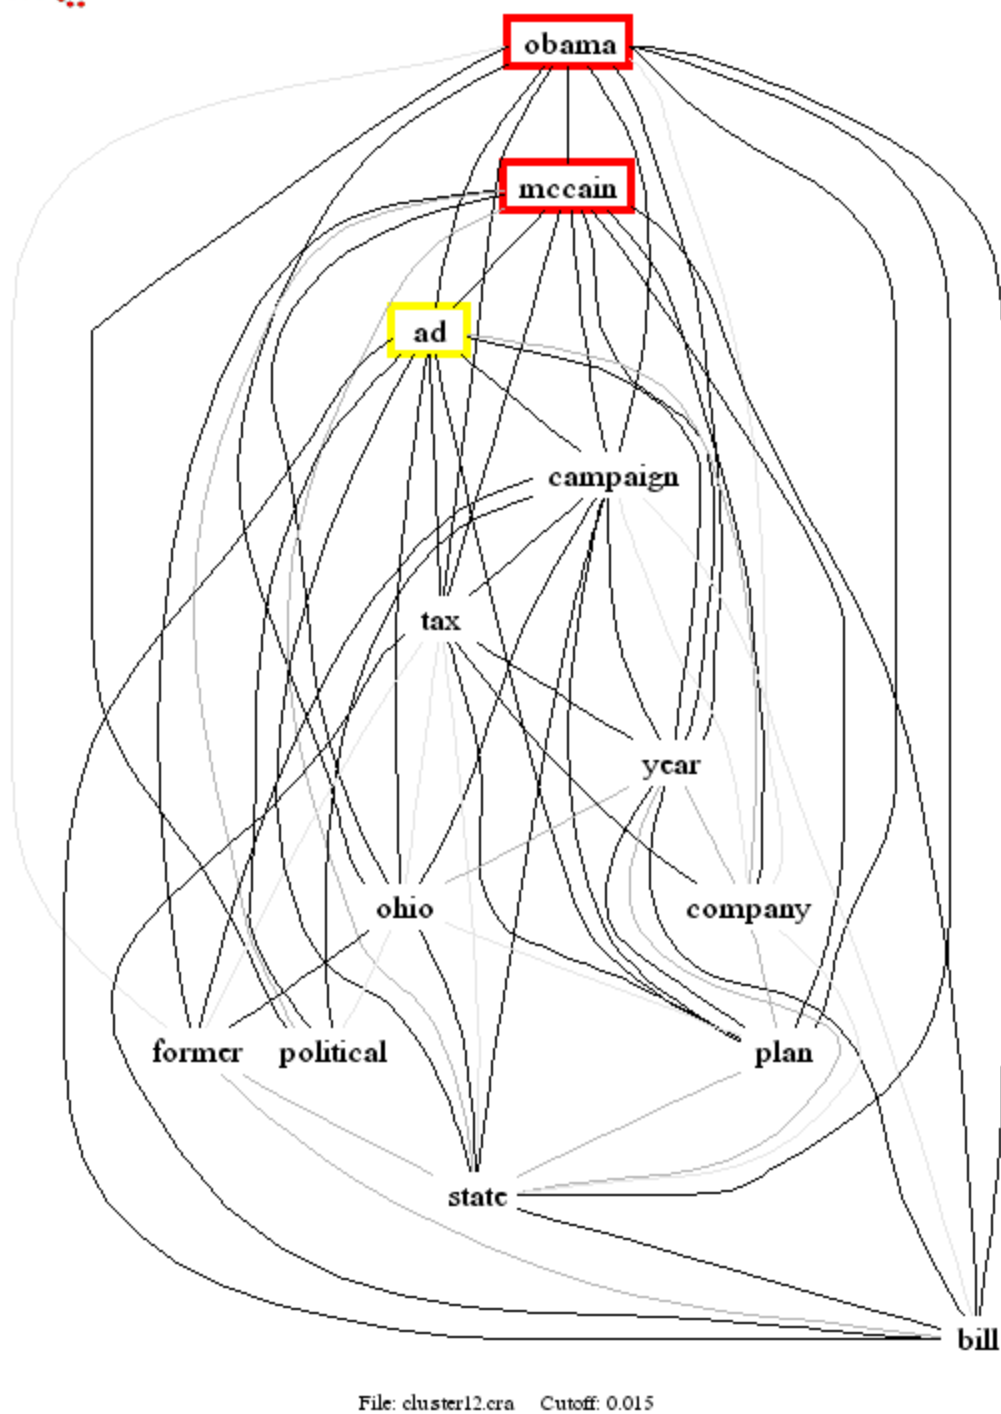 obama
mccain
ad
campaign
tax
year
ohio
company
former political
plan
state
bill
File: cluster12.cra Cutoff: 0.015